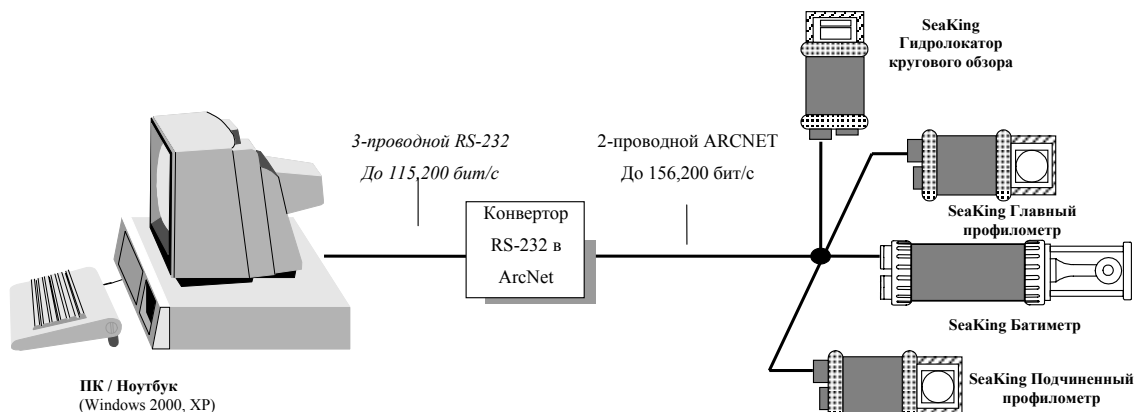 SeaKing
Гидролокатор
кругового обзора
3-проводной RS-232
До 115,200 бит/с
2-проводной ARCNET
До 156,200 бит/с
Конвертор
RS-232 в
ArcNet
SeaKing Главный
профилометр
SeaKing Батиметр
SeaKing Подчиненный
профилометр
ПК / Ноутбук
(Windows 2000, XP)